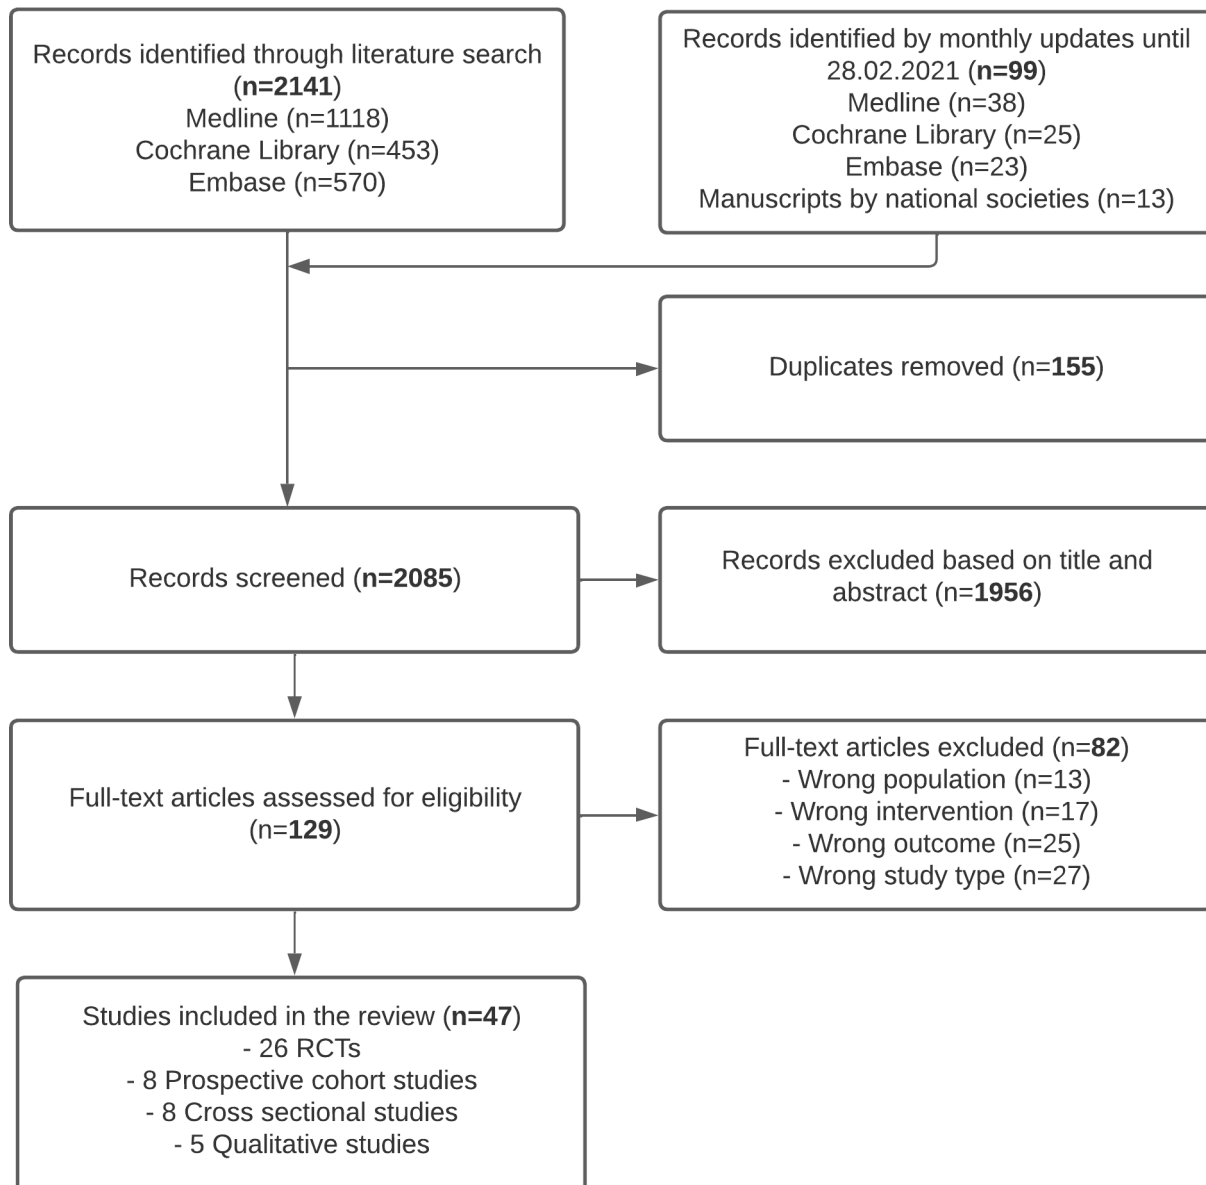 Records identified through literature search
(n=2141)
Medline (n=1118)
Cochrane Library (n=453)
Embase (n=570)
Records identified by monthly updates until
28.02.2021 (n=99)
Medline (n=38)
Cochrane Library (n=25)
Embase (n=23)
Manuscripts by national societies (n=13)
Duplicates removed (n=155)
Records screened (n=2085)
Records excluded based on title and
abstract (n=1956)
Full-text articles assessed for eligibility
(n=129)
Full-text articles excluded (n=82)
- Wrong population (n=13)
- Wrong intervention (n=17)
- Wrong outcome (n=25)
- Wrong study type (n=27)
Studies included in the review (n=47)
- 26 RCTs
- 8 Prospective cohort studies
- 8 Cross sectional studies
- 5 Qualitative studies